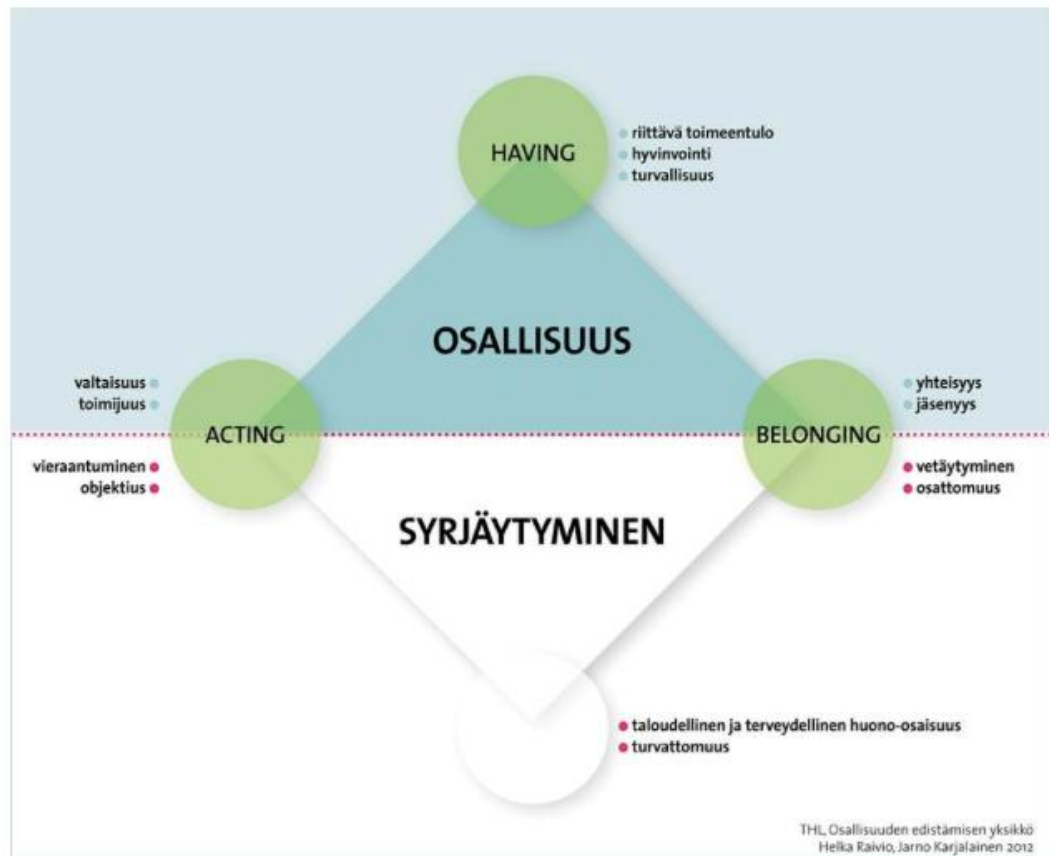 HAVING
riittävä toimeentulo
hyvinvointi
turvallisuus
OSALLISUUS
valtaisuus
toimijuus
ACTING
vieraantuminen
objektius
yhteisyys
jäsenyys
BELONGING
vetäytyminen
osattomuus
SYRJÄYTYMINEN
taloudellinen ja terveydellinen huono-osaisuus
turvattomuus
THL, Osallisuuden edistämisen yksikkö
Helka Raivio, Jarno Karjalainen 2012